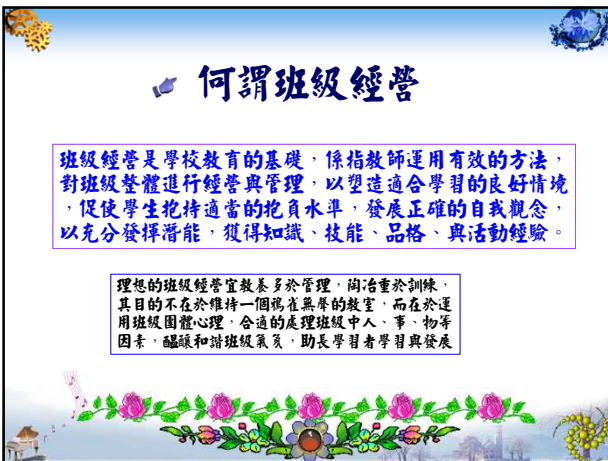 何謂班級經營
班級經營是學校教育的基礎，係指教師運用有效的方法，
對班級整體進行經營與管理，以塑造適合學習的良好情境
，促使學生抱持適當的抱負水準，發展正確的自我觀念，
以充分發揮潛能，獲得知識、技能、品格、與活動經驗。
理想的班級經營宜教養多於管理，陶冶重於訓練，
其目的不在於維持一個鴉雀無聲的教室，而在於運
用班級團體心理，合適的處理班級中人、事、物等
因素，醞釀和諧班級氣氛，助長學習者學習與發展